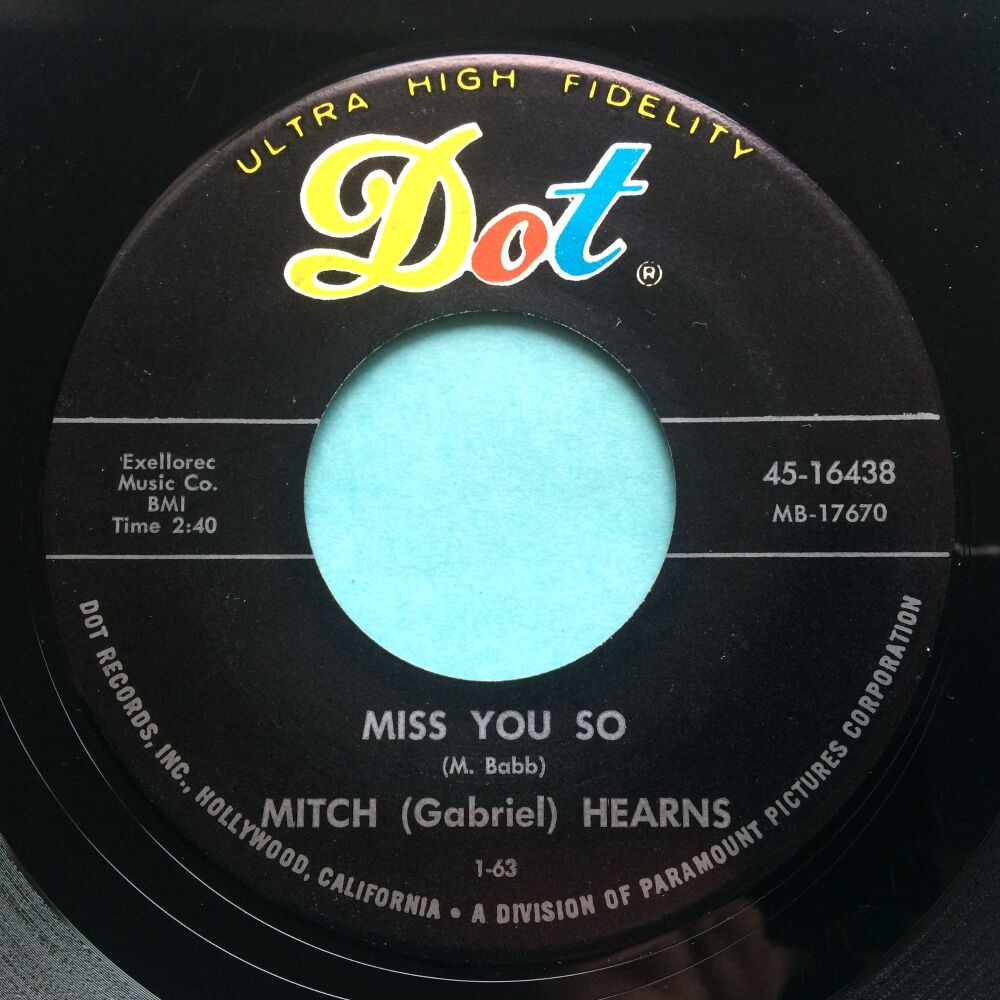 ULTRA HIGH FIDELITY
Dot ®
Exellorec
Music Co.
BMI
Time 2:40
45-16438
MB-17670
MISS YOU SO
(M. Babb)
MITCH (Gabriel) HEARNS
1-63
DOT RECORDS, INC., HOLLYWOOD, CALIFORNIA • A DIVISION OF PARAMOUNT PICTURES CORPORATION